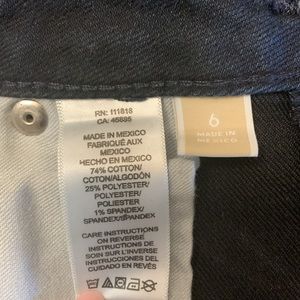 RN: 111818
CA: 45895
MADE IN MEXICO
FABRIQUÉ AUX
MEXICO
HECHO EN MEXICO
74% COTTON/
COTON/ALGODÓN
25% POLYESTER/
POLYESTER/
POLIESTER
1% SPANDEX/
SPANDEX/SPANDEX
CARE INSTRUCTIONS
ON REVERSE
INSTRUCTIONS DE
SOIN SUR L'ENVERS
INSTRUCCIONES DEL
CUIDADO EN REVÉS
6
MADE IN
MEXICO